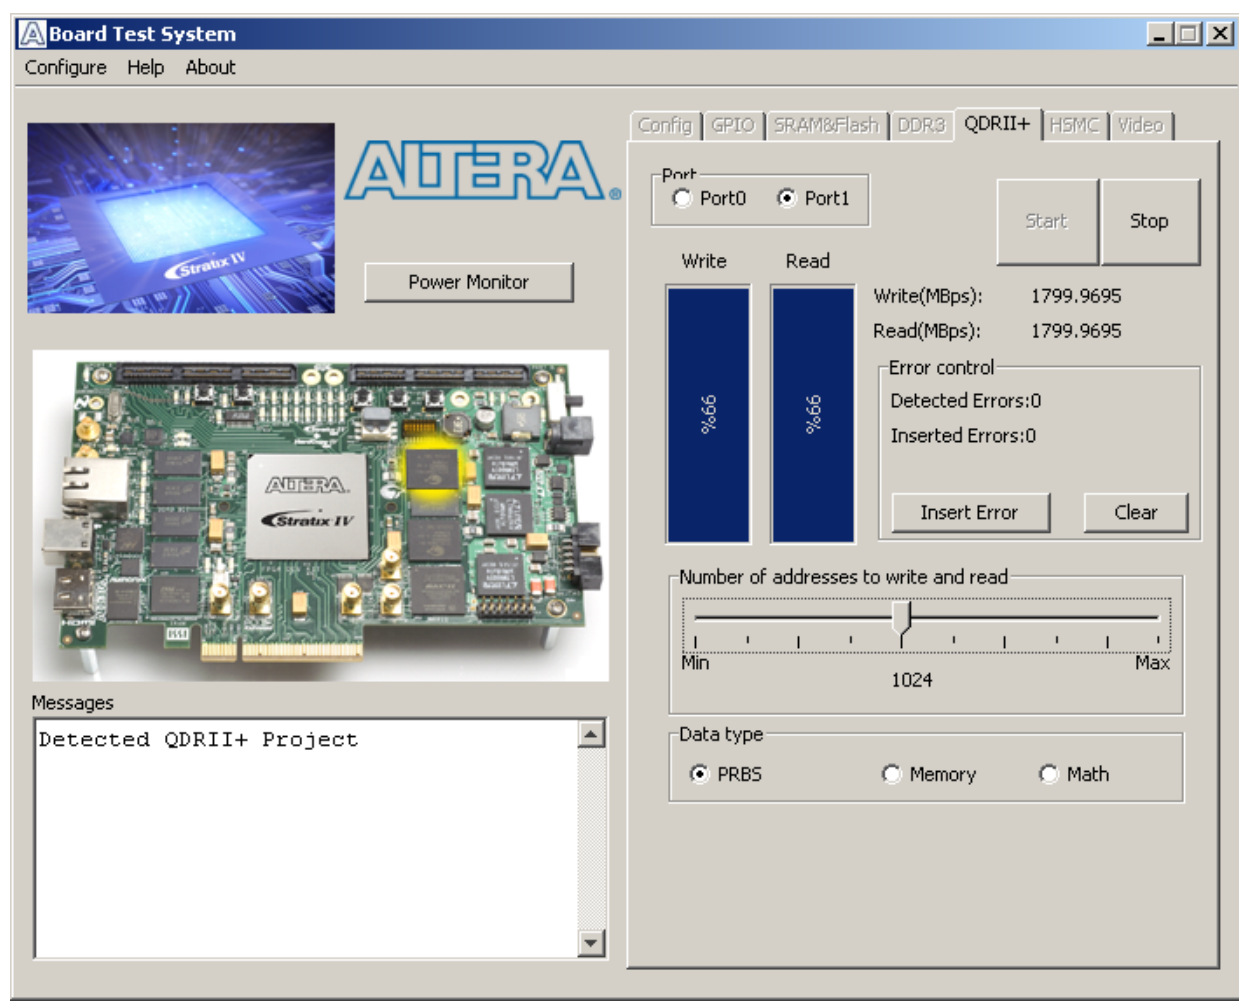 Board Test System
Configure Help About
Config GPIO SRAM&Flash DDR3 QDRII+ HSMC Video
ALTERA®
Stratix IV
Power Monitor
Port
Port0 Port1
Start Stop
Write Read
Write(MBps): 1799.9695
Read(MBps): 1799.9695
99%
99%
Error control
Detected Errors:0
Inserted Errors:0
Insert Error Clear
ALTERA.
Stratix IV
HDMI
Number of addresses to write and read
Min Max
1024
Messages
Detected QDRII+ Project
Data type
PRBS Memory Math